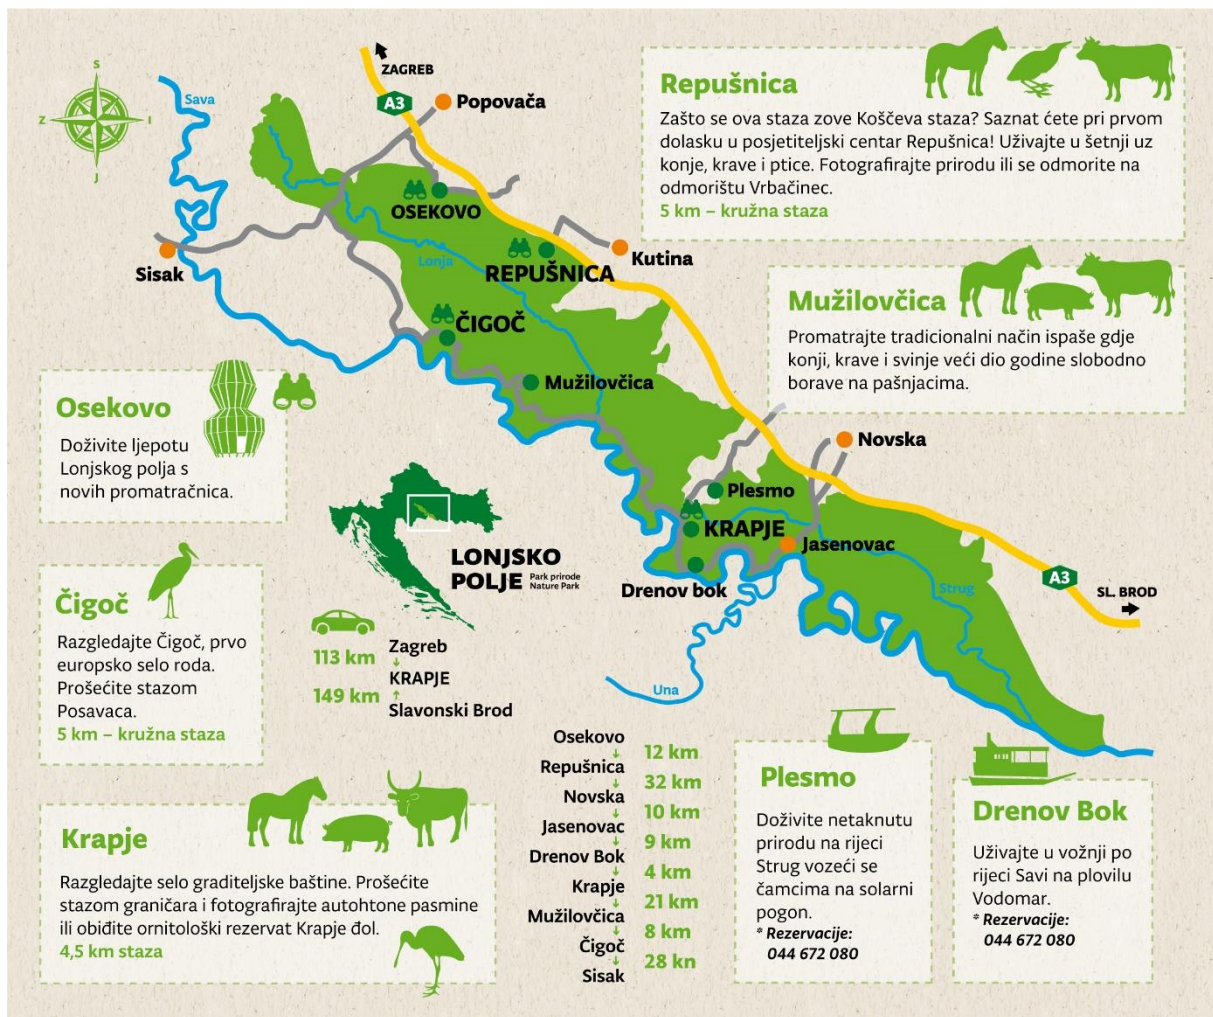 S
Z
I
J
Sava
ZAGREB
A3
Popovača
OSEKOVO
Lonja
REPUŠNICA
Kutina
Sisak
ČIGOČ
Mužilovčica
Novska
Plesmo
KRAPJE
Jasenovac
Drenov bok
Strug
A3
SL. BROD
Una
Repušnica
Zašto se ova staza zove Koščeva staza? Saznat ćete pri prvom
dolasku u posjetiteljski centar Repušnica! Uživajte u šetnji uz
konje, krave i ptice. Fotografirajte prirodu ili se odmorite na
odmorištu Vrbačinec.
5 km – kružna staza
Mužilovčica
Promatrajte tradicionalni način ispaše gdje
konji, krave i svinje veći dio godine slobodno
borave na pašnjacima.
Osekovo
Doživite ljepotu
Lonjskog polja s
novih promatračnica.
LONJSKO
POLJE
Park prirode
Nature Park
Čigoč
Razgledajte Čigoč, prvo
europsko selo roda.
Prošećite stazom
Posavaca.
5 km – kružna staza
Zagreb
113 km ↓
KRAPJE
149 km ↑
Slavonski Brod
Krapje
Razgledajte selo graditeljske baštine. Prošećite
stazom graničara i fotografirajte autohtone pasmine
ili obiđite ornitološki rezervat Krapje đol.
4,5 km staza
Osekovo
↓ 12 km
Repušnica
↓ 32 km
Novska
↓ 10 km
Jasenovac
↓ 9 km
Drenov Bok
↓ 4 km
Krapje
↓ 21 km
Mužilovčica
↓ 8 km
Čigoč
↓ 28 kn
Sisak
Plesmo
Doživite netaknutu
prirodu na rijeci
Strug vozeći se
čamcima na solarni
pogon.
* Rezervacije:
044 672 080
Drenov Bok
Uživajte u vožnji po
rijeci Savi na plovilu
Vodomar.
* Rezervacije:
044 672 080